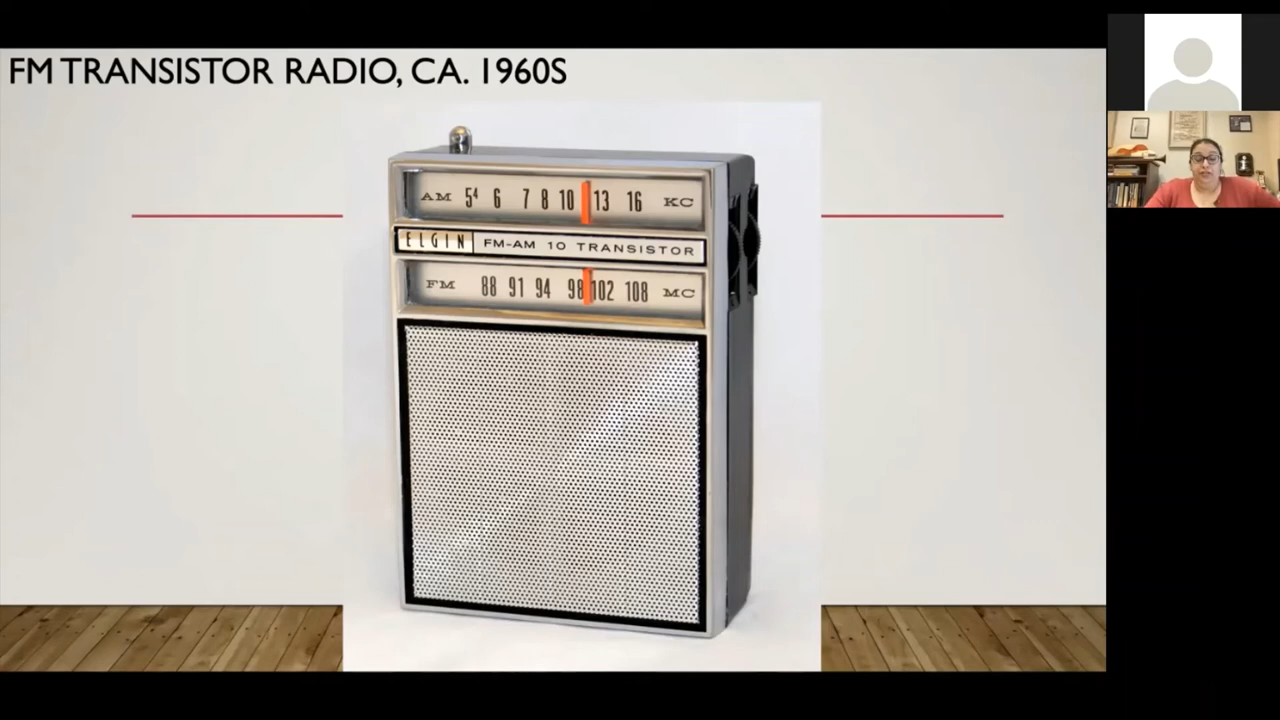 FM TRANSISTOR RADIO, CA. 1960S
AM 5⁴ 6 7 8 10 13 16 KC
ELGIN FM-AM 10 TRANSISTOR
FM 88 91 94 98 102 108 MC